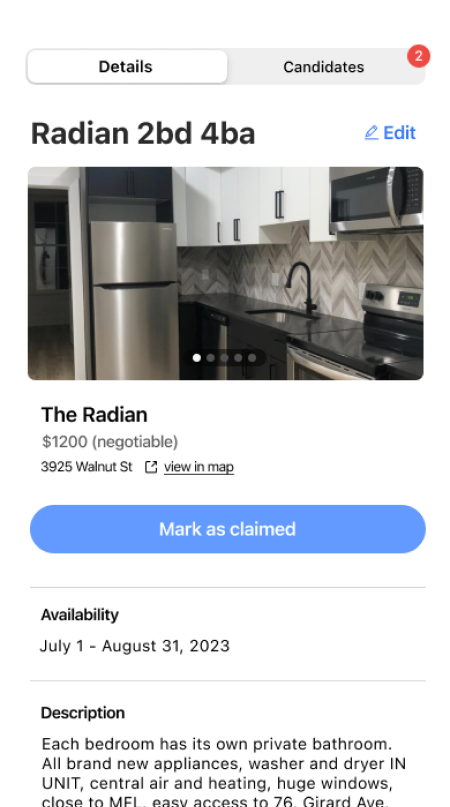 Details
Candidates
2
Radian 2bd 4ba
Edit
The Radian
$1200 (negotiable)
3925 Walnut St view in map
Mark as claimed
Availability
July 1 - August 31, 2023
Description
Each bedroom has its own private bathroom.
All brand new appliances, washer and dryer IN
UNIT, central air and heating, huge windows,
close to MFL, easy access to 76, Girard Ave,